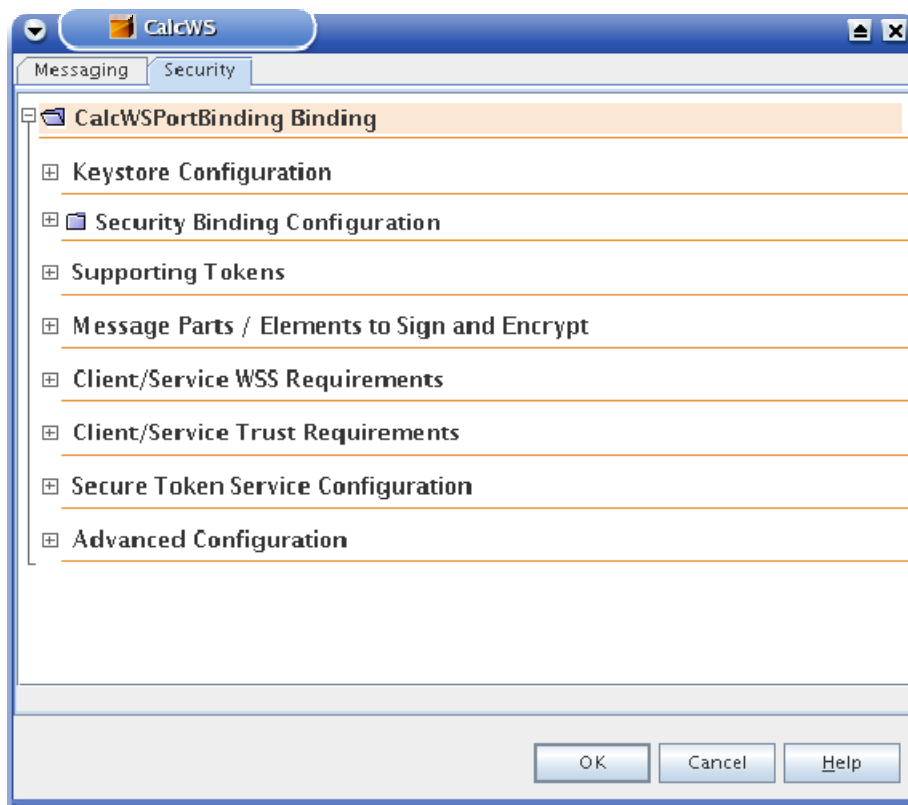 CalcWS
Messaging Security
CalcWSPortBinding Binding
Keystore Configuration
Security Binding Configuration
Supporting Tokens
Message Parts / Elements to Sign and Encrypt
Client/Service WSS Requirements
Client/Service Trust Requirements
Secure Token Service Configuration
Advanced Configuration
OK Cancel Help